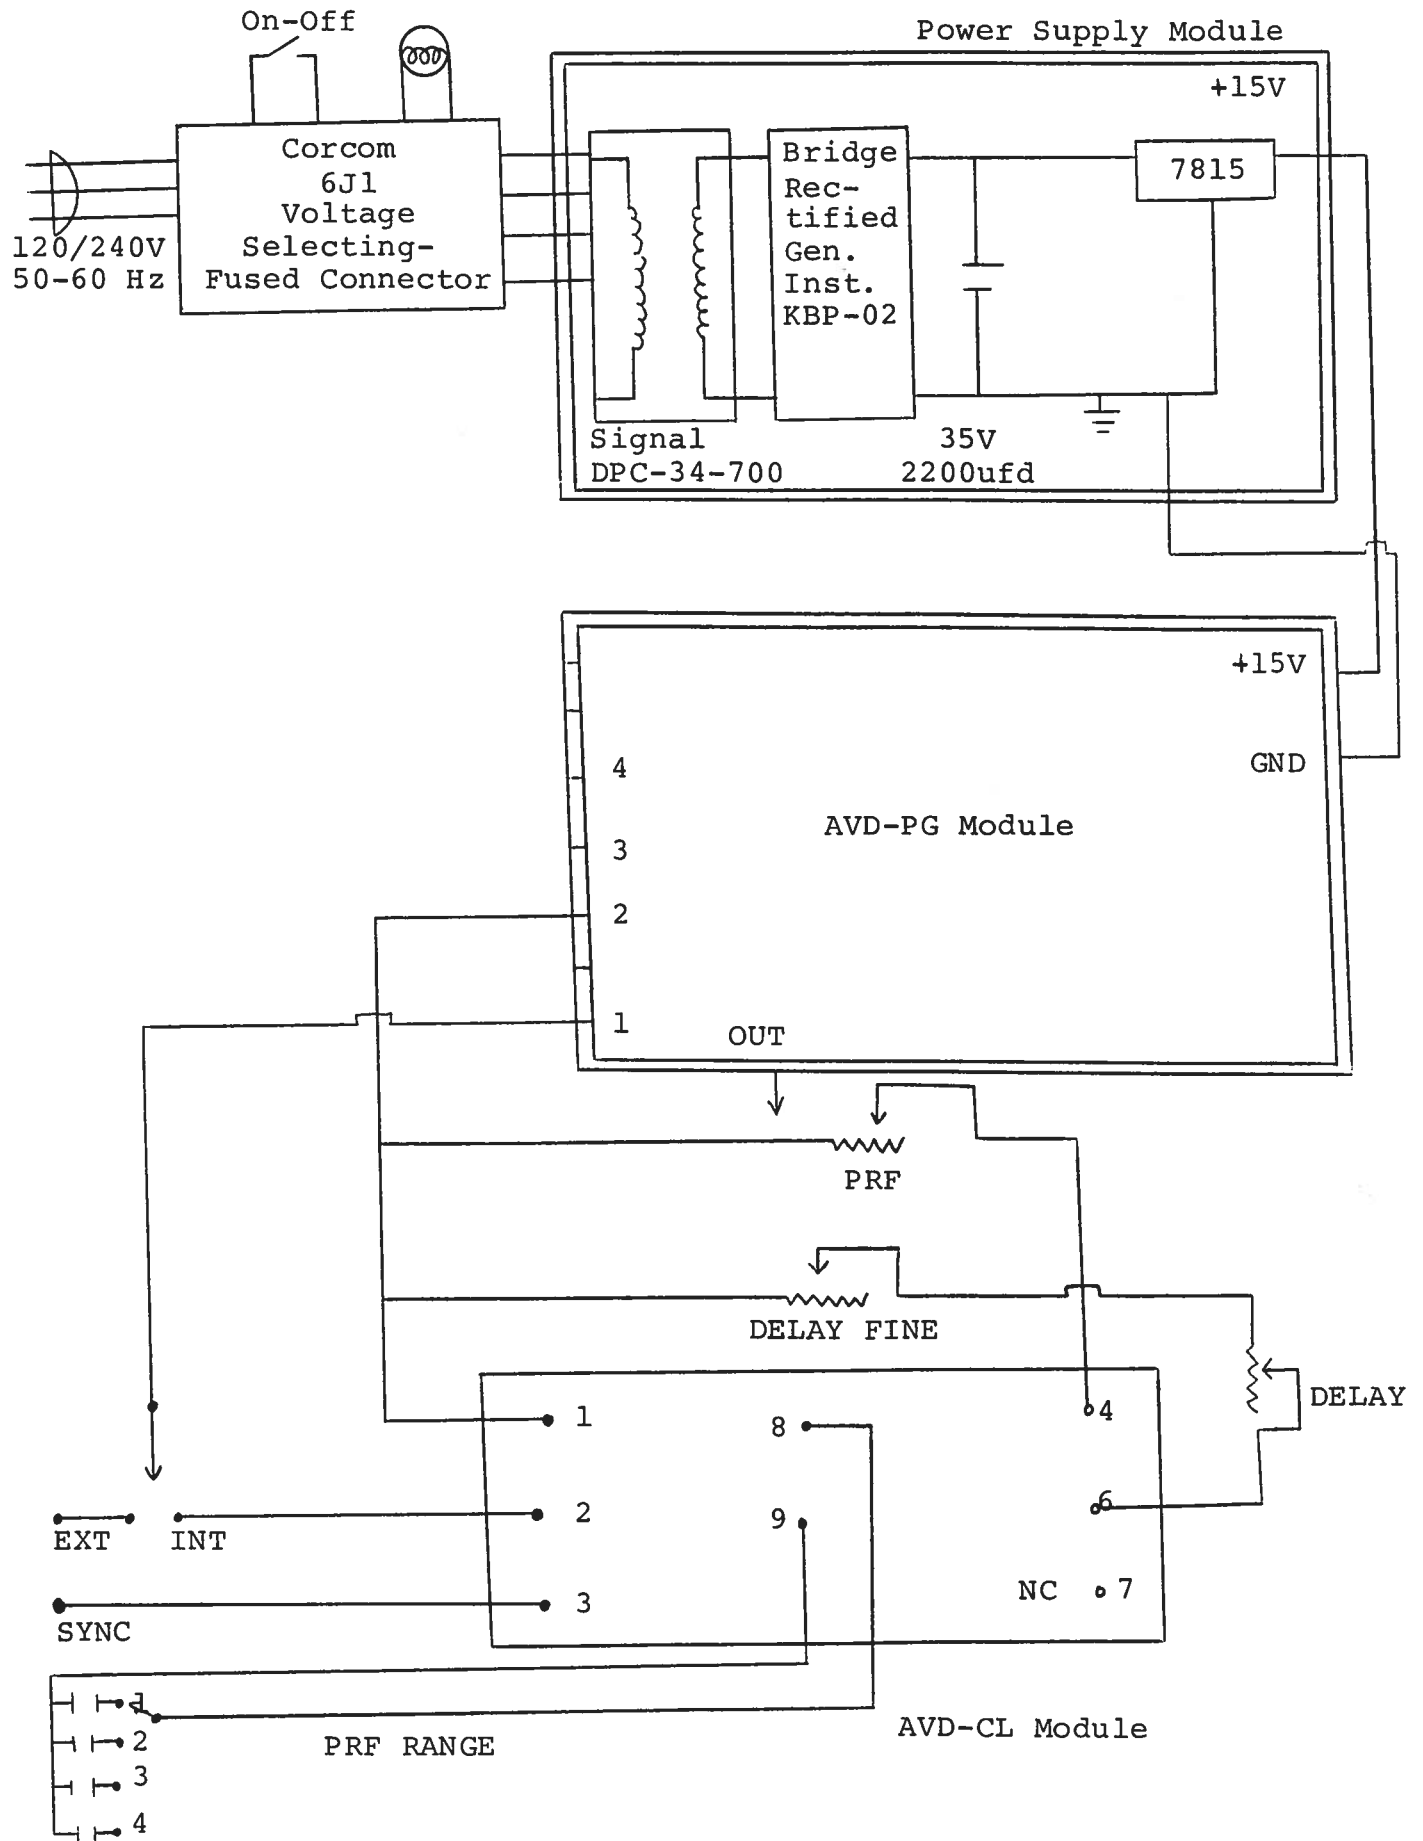 On-Off
Power Supply Module
+15V
Corcom
6J1
Voltage
Selecting-
Fused Connector
120/240V
50-60 Hz
Bridge
Rec-
tified
Gen.
Inst.
KBP-02
7815
Signal
DPC-34-700
35V
2200ufd
+15V
GND
4
3
2
1
AVD-PG Module
OUT
PRF
DELAY FINE
DELAY
1
2
3
8
9
4
6
NC
7
EXT
INT
SYNC
1
2
3
4
PRF RANGE
AVD-CL Module